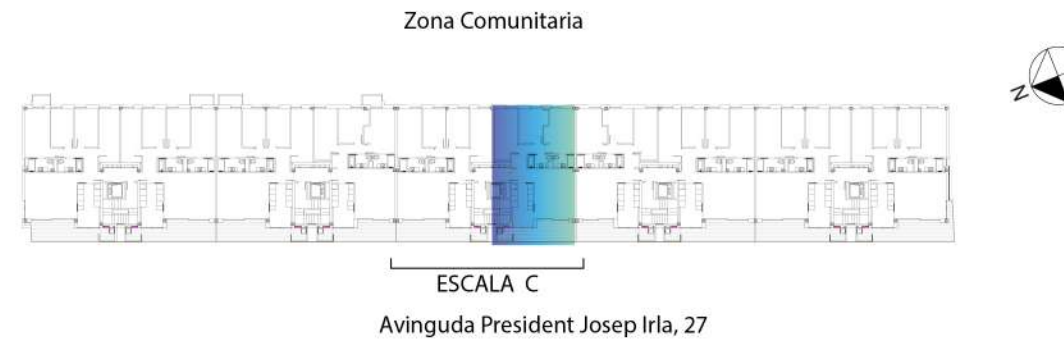 Zona Comunitaria
N
ESCALA C
Avinguda President Josep Irla, 27